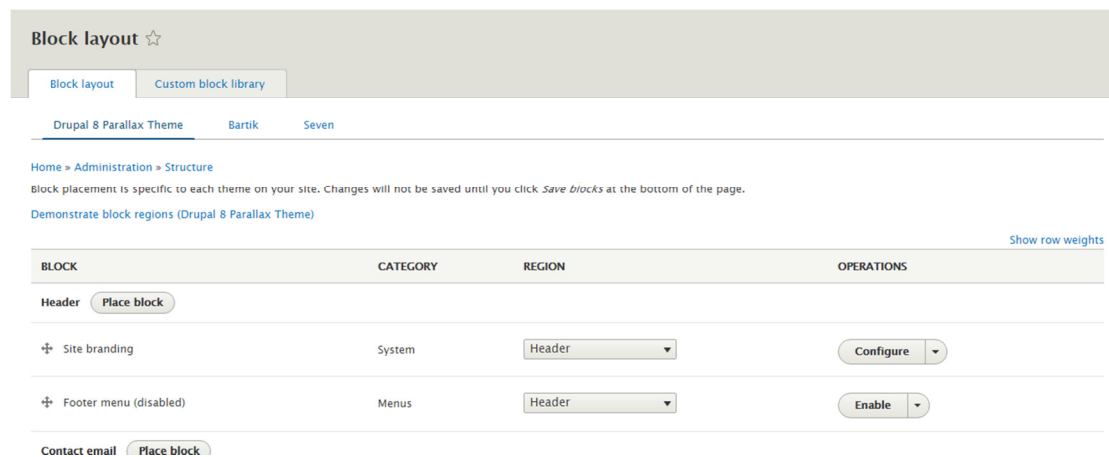 Block layout
Block layout Custom block library
Drupal 8 Parallax Theme Bartik Seven
Home » Administration » Structure
Block placement is specific to each theme on your site. Changes will not be saved until you click Save blocks at the bottom of the page.
Demonstrate block regions (Drupal 8 Parallax Theme)
Show row weights
BLOCK CATEGORY REGION OPERATIONS
Header Place block
Site branding System Header Configure
Footer menu (disabled) Menus Header Enable
Contact email Place block